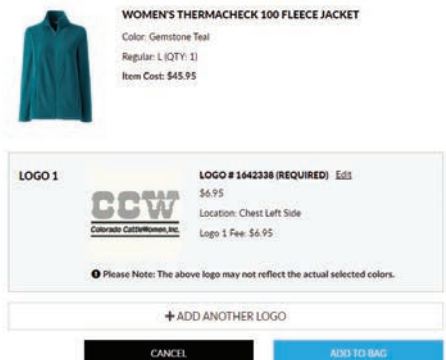 WOMEN'S THERMACHECK 100 FLEECE JACKET
Color: Gemstone Teal
Regular: L (QTY: 1)
Item Cost: $45.95
LOGO 1
CCW
Colorado CattleWomen, Inc.
LOGO # 1642338 (REQUIRED) Edit
$6.95
Location: Chest Left Side
Logo 1 Fee: $6.95
Please Note: The above logo may not reflect the actual selected colors.
+ ADD ANOTHER LOGO
CANCEL
ADD TO BAG